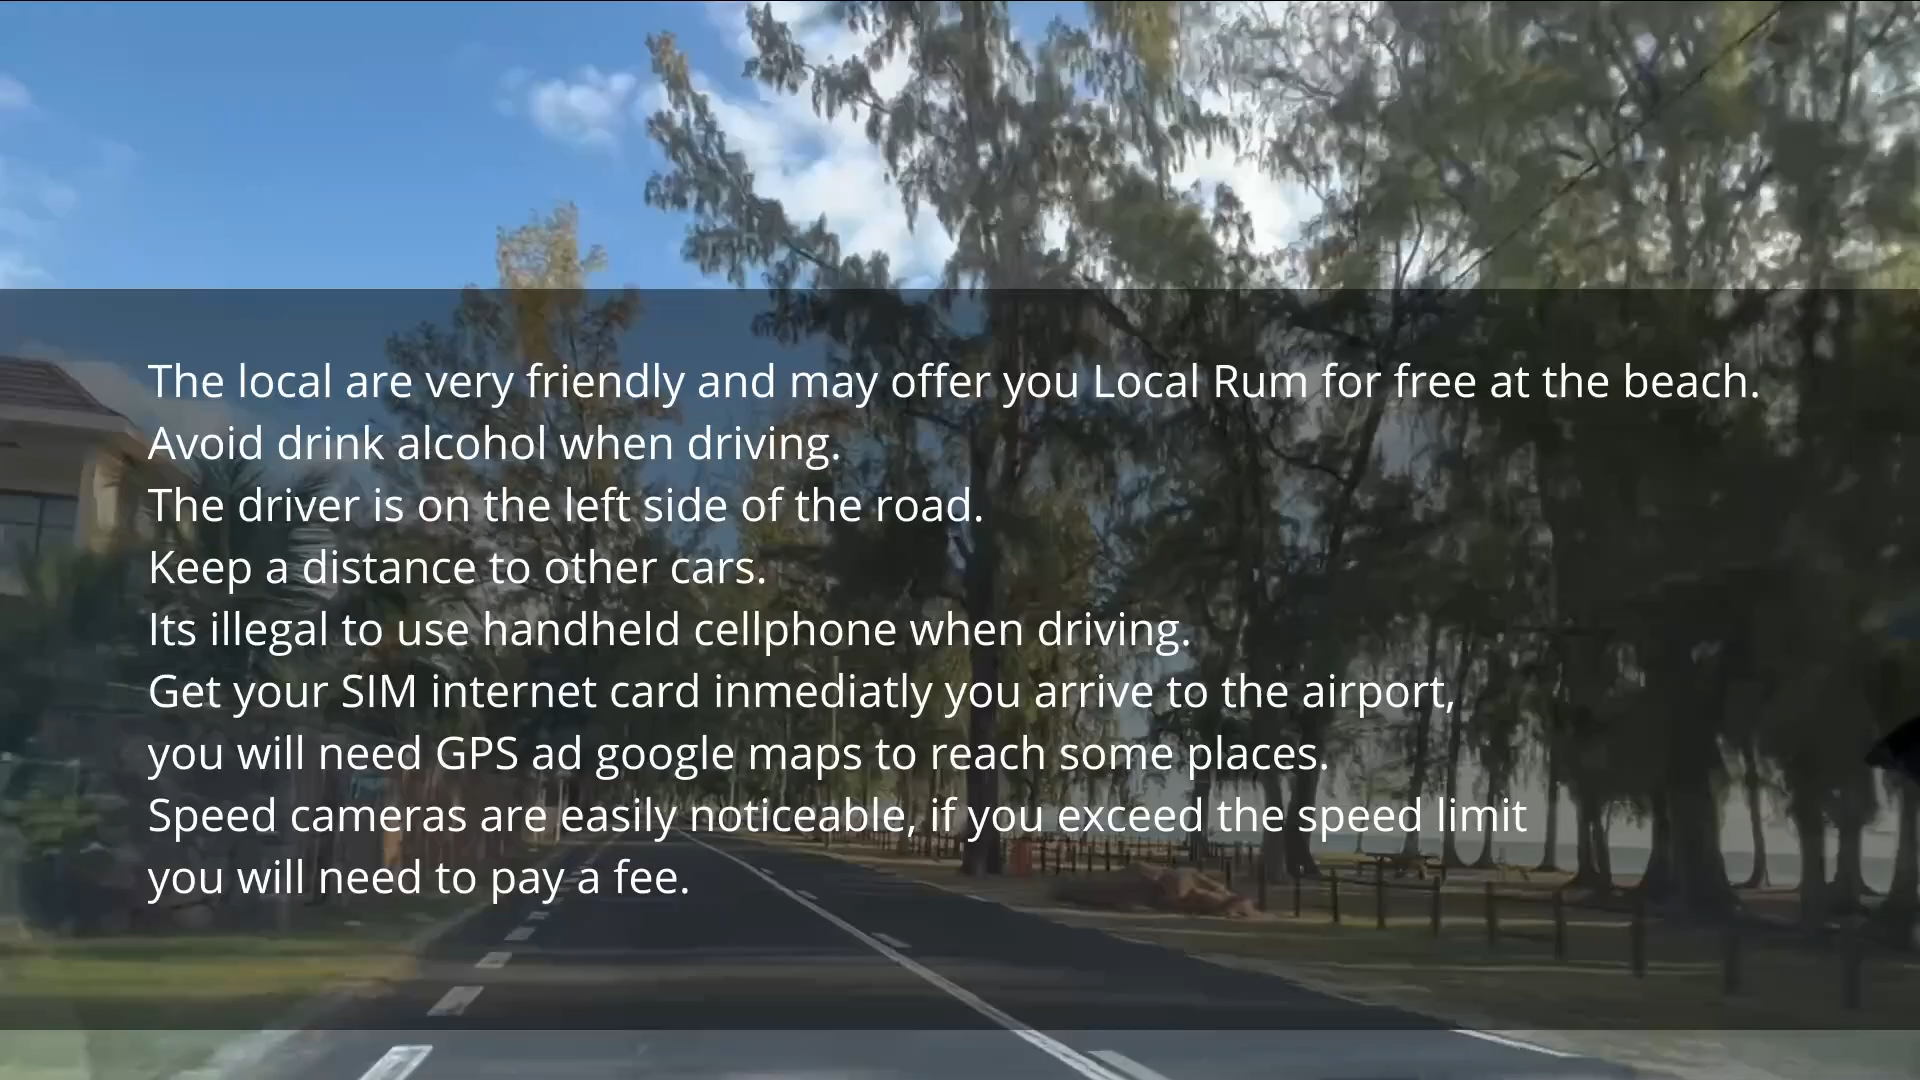 The local are very friendly and may offer you Local Rum for free at the beach.
Avoid drink alcohol when driving.
The driver is on the left side of the road.
Keep a distance to other cars.
Its illegal to use handheld cellphone when driving.
Get your SIM internet card inmediatly you arrive to the airport,
you will need GPS ad google maps to reach some places.
Speed cameras are easily noticeable, if you exceed the speed limit
you will need to pay a fee.